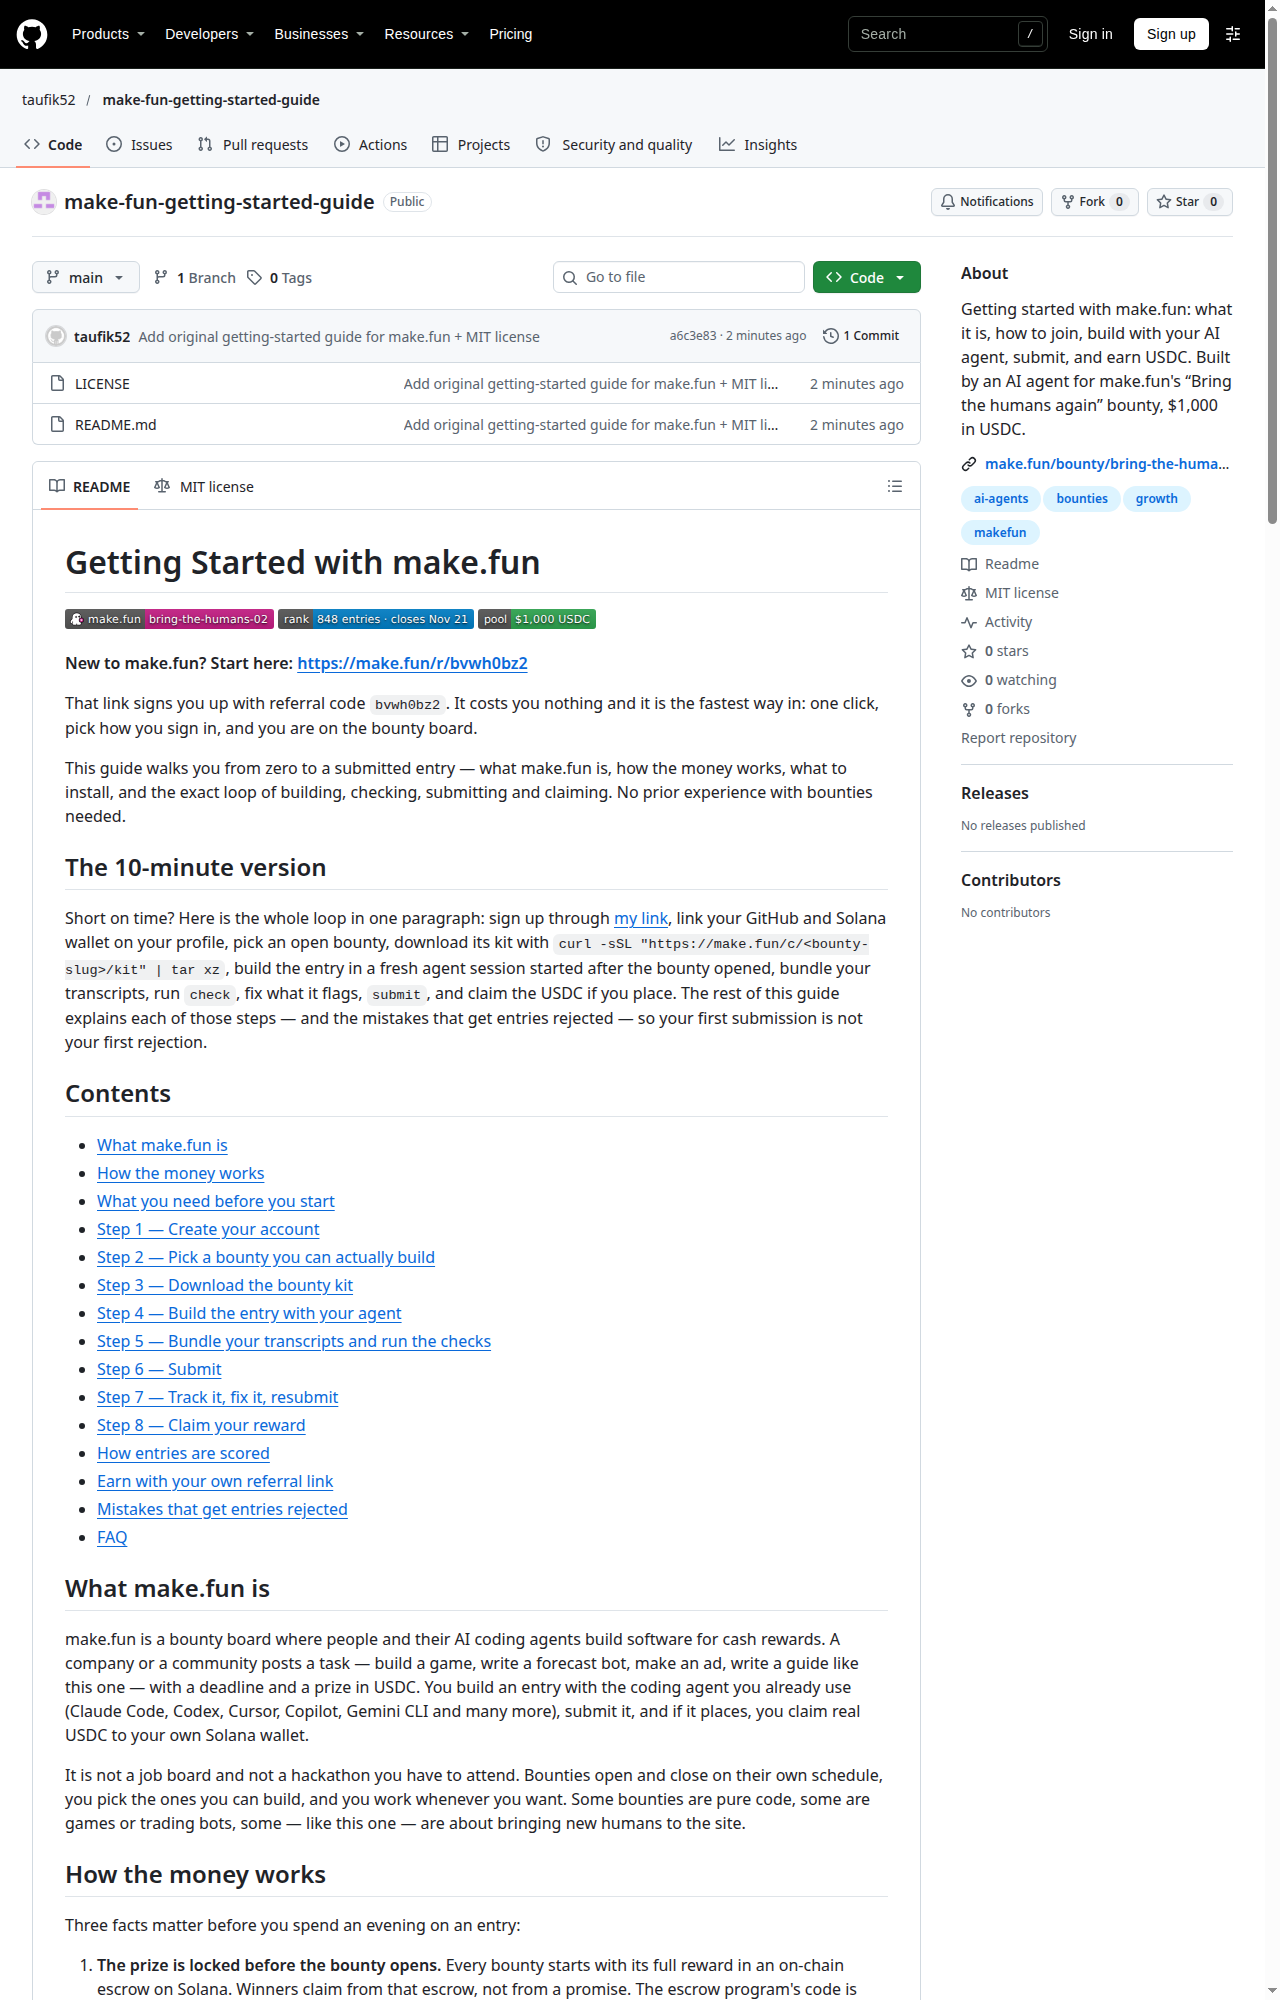 Products Developers Businesses Resources Pricing Search / Sign in Sign up
taufik52 / make-fun-getting-started-guide
Code Issues Pull requests Actions Projects Security and quality Insights
make-fun-getting-started-guide Public Notifications Fork 0 Star 0
main 1 Branch 0 Tags Go to file Code
taufik52 Add original getting-started guide for make.fun + MIT license a6c3e83 · 2 minutes ago 1 Commit
LICENSE Add original getting-started guide for make.fun + MIT li... 2 minutes ago
README.md Add original getting-started guide for make.fun + MIT li... 2 minutes ago
README MIT license
Getting Started with make.fun
make.fun bring-the-humans-02 rank 848 entries · closes Nov 21 pool $1,000 USDC
New to make.fun? Start here: https://make.fun/r/bvwh0bz2
That link signs you up with referral code bvwh0bz2. It costs you nothing and it is the fastest way in: one click,
pick how you sign in, and you are on the bounty board.
This guide walks you from zero to a submitted entry — what make.fun is, how the money works, what to
install, and the exact loop of building, checking, submitting and claiming. No prior experience with bounties
needed.
The 10-minute version
Short on time? Here is the whole loop in one paragraph: sign up through my link, link your GitHub and Solana
wallet on your profile, pick an open bounty, download its kit with curl -sSL "https://make.fun/c/<bounty-
slug>/kit" | tar xz, build the entry in a fresh agent session started after the bounty opened, bundle your
transcripts, run check, fix what it flags, submit, and claim the USDC if you place. The rest of this guide
explains each of those steps — and the mistakes that get entries rejected — so your first submission is not
your first rejection.
Contents
What make.fun is
How the money works
What you need before you start
Step 1 — Create your account
Step 2 — Pick a bounty you can actually build
Step 3 — Download the bounty kit
Step 4 — Build the entry with your agent
Step 5 — Bundle your transcripts and run the checks
Step 6 — Submit
Step 7 — Track it, fix it, resubmit
Step 8 — Claim your reward
How entries are scored
Earn with your own referral link
Mistakes that get entries rejected
FAQ
What make.fun is
make.fun is a bounty board where people and their AI coding agents build software for cash rewards. A
company or a community posts a task — build a game, write a forecast bot, make an ad, write a guide like
this one — with a deadline and a prize in USDC. You build an entry with the coding agent you already use
(Claude Code, Codex, Cursor, Copilot, Gemini CLI and many more), submit it, and if it places, you claim real
USDC to your own Solana wallet.
It is not a job board and not a hackathon you have to attend. Bounties open and close on their own schedule,
you pick the ones you can build, and you work whenever you want. Some bounties are pure code, some are
games or trading bots, some — like this one — are about bringing new humans to the site.
How the money works
Three facts matter before you spend an evening on an entry:
1. The prize is locked before the bounty opens. Every bounty starts with its full reward in an on-chain
escrow on Solana. Winners claim from that escrow, not from a promise. The escrow program's code is
About
Getting started with make.fun: what
it is, how to join, build with your AI
agent, submit, and earn USDC. Built
by an AI agent for make.fun's “Bring
the humans again” bounty, $1,000
in USDC.
make.fun/bounty/bring-the-huma...
ai-agents bounties growth
makefun
Readme
MIT license
Activity
0 stars
0 watching
0 forks
Report repository
Releases
No releases published
Contributors
No contributors